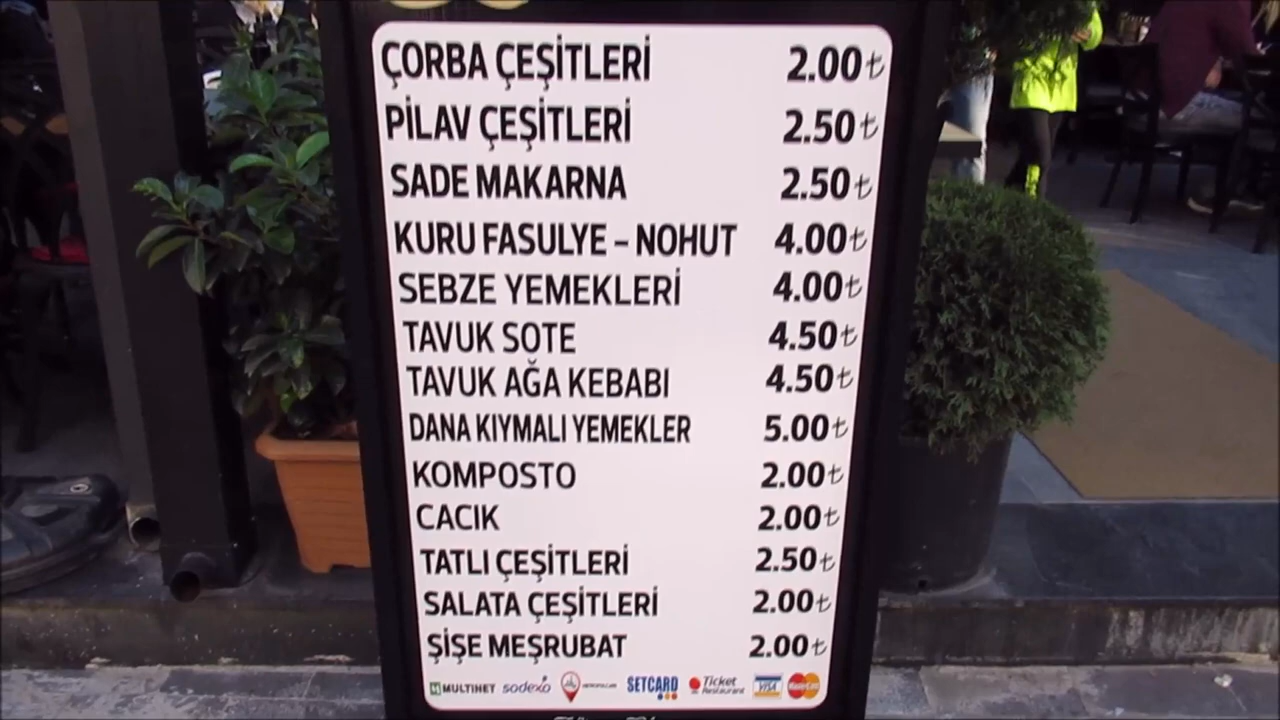 ÇORBA ÇEŞİTLERİ 2.00₺
PİLAV ÇEŞİTLERİ 2.50₺
SADE MAKARNA 2.50₺
KURU FASULYE – NOHUT 4.00₺
SEBZE YEMEKLERİ 4.00₺
TAVUK SOTE 4.50₺
TAVUK AĞA KEBABI 4.50₺
DANA KIYMALI YEMEKLER 5.00₺
KOMPOSTO 2.00₺
CACIK 2.00₺
TATLI ÇEŞİTLERİ 2.50₺
SALATA ÇEŞİTLERİ 2.00₺
ŞİŞE MEŞRUBAT 2.00₺
MULTINET sodexo SETCARD Ticket Restaurant VISA MasterCard